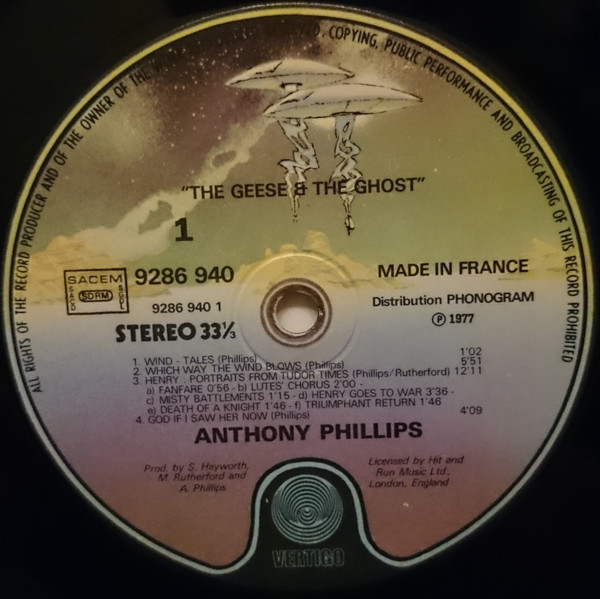 ALL RIGHTS OF THE RECORD PRODUCER AND OF THE OWNER OF THE
COPYING, PUBLIC PERFORMANCE AND BROADCASTING OF THIS RECORD PROHIBITED
"THE GEESE & THE GHOST"
1
SACEM
SACD
SDRM
SGDL
9286 940
MADE IN FRANCE
9286 940 1
Distribution PHONOGRAM
STEREO 33⅓
℗ 1977
1. WIND - TALES (Phillips) 1'02
2. WHICH WAY THE WIND BLOWS (Phillips) 5'51
3. HENRY : PORTRAITS FROM TUDOR TIMES (Phillips/Rutherford) 12'11
a) FANFARE 0'56 - b) LUTES' CHORUS 2'00 -
c) MISTY BATTLEMENTS 1'15 - d) HENRY GOES TO WAR 3'36 -
e) DEATH OF A KNIGHT 1'46 - f) TRIUMPHANT RETURN 1'46
4. GOD IF I SAW HER NOW (Phillips) 4'09
ANTHONY PHILLIPS
Prod. by S. Hayworth,
M. Rutherford and
A. Phillips
Licensed by Hit and
Run Music Ltd.,
London, England
VERTIGO